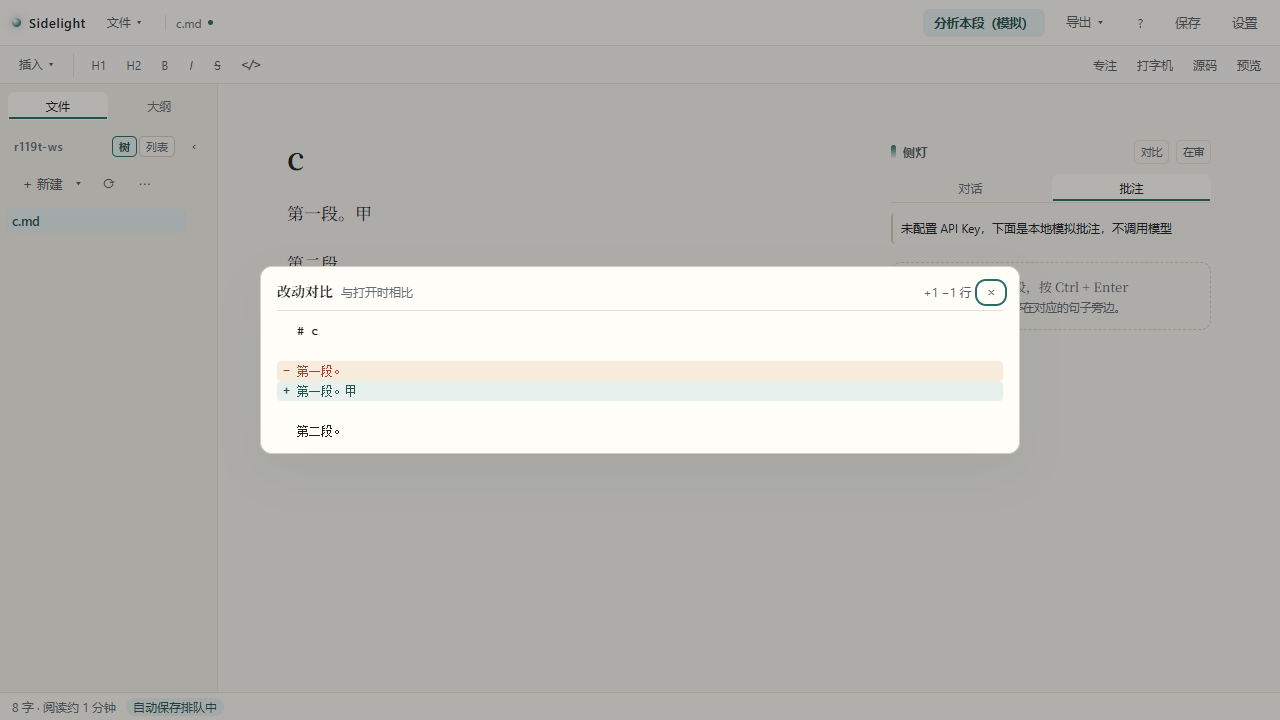 Sidelight 文件 ▾ c.md ●
分析本段（模拟） 导出 ▾ ? 保存 设置
插入 ▾ H1 H2 B I S </> 专注 打字机 源码 预览
文件 大纲
r119t-ws 树 列表 ‹
+ 新建 ▾ ⟳ ···
c.md
c
第一段。甲
第二段
侧灯 对比 在审
对话 批注
未配置 API Key，下面是本地模拟批注，不调用模型
，按 Ctrl + Enter
在对应的句子旁边。
改动对比 与打开时相比 +1 −1 行 ×
# c
− 第一段。
+ 第一段。甲
第二段。
8 字 · 阅读约 1 分钟 自动保存排队中